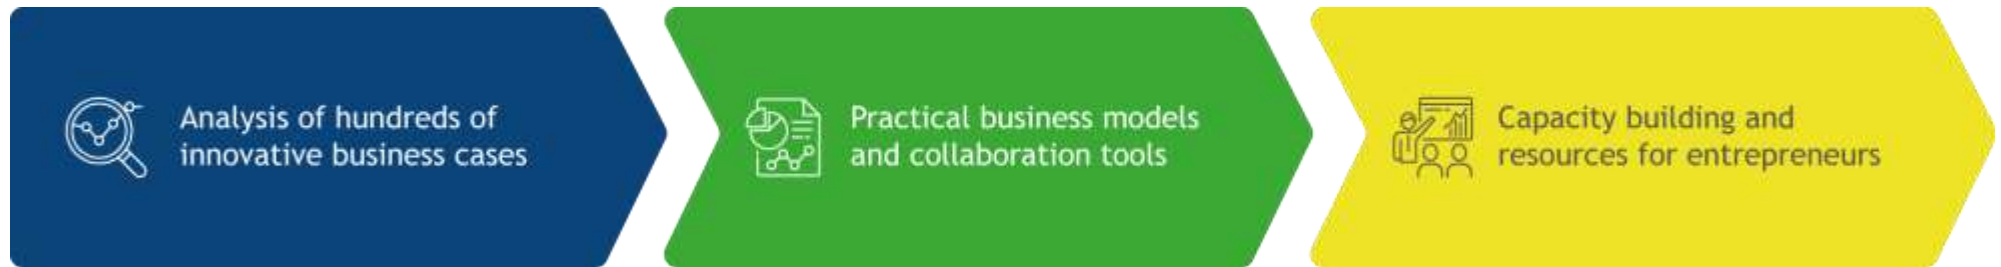 Analysis of hundreds of
innovative business cases
Practical business models
and collaboration tools
Capacity building and
resources for entrepreneurs